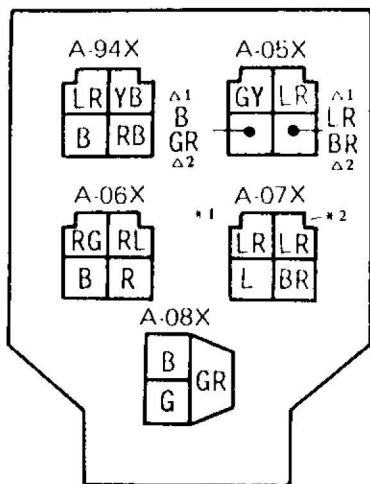 A-94X
LR YB
B RB
△1
B
GR
△2
A-05X
GY LR
△1
LR
BR
△2
A-06X
RG RL
B R
*1
A-07X
*2
LR LR
L BR
A-08X
B
G
GR